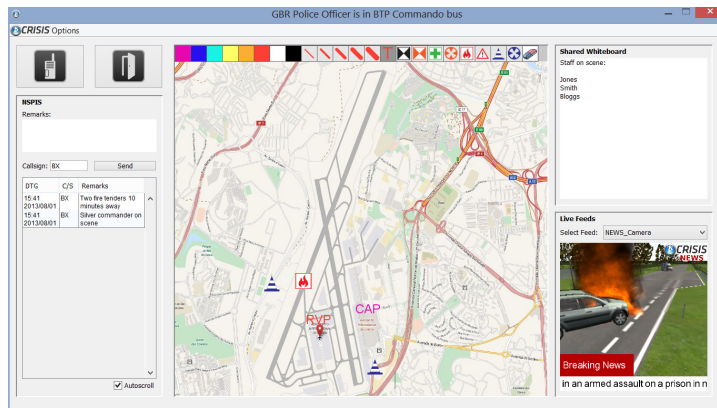 GBR Police Officer is in BTP Commando bus
CRISIS Options
NSPIS
Remarks:
Callsign: BX Send
DTG C/S Remarks
15:41 BX Two fire tenders 10
2013/08/01 minutes away
15:41 BX Silver commander on
2013/08/01 scene
Autoscroll
T
RVP
CAP
Shared Whiteboard
Staff on scene:
Jones
Smith
Bloggs
Live Feeds
Select Feed: NEWS_Camera
CRISIS
NEWS
Breaking News
in an armed assault on a prison in n